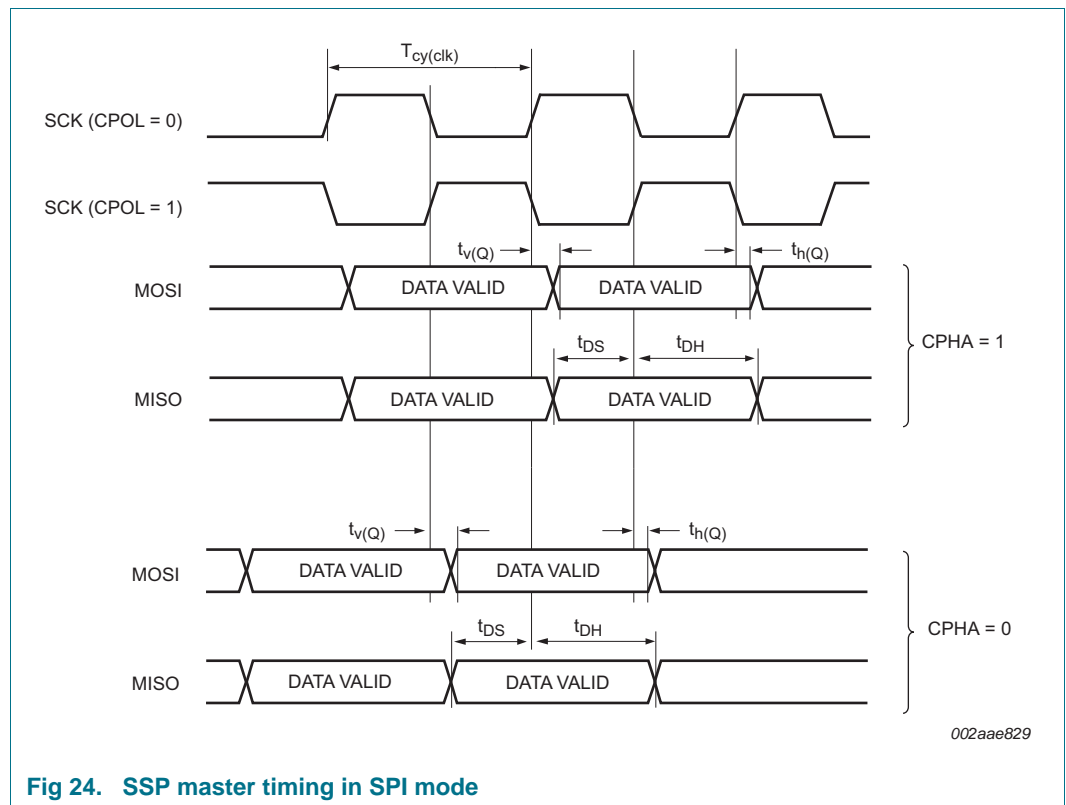 Tcy(clk)
SCK (CPOL = 0)
SCK (CPOL = 1)
tv(Q)
th(Q)
MOSI
DATA VALID
DATA VALID
tDS
tDH
CPHA = 1
MISO
DATA VALID
DATA VALID
tv(Q)
th(Q)
MOSI
DATA VALID
DATA VALID
tDS
tDH
CPHA = 0
MISO
DATA VALID
DATA VALID
002aae829
Fig 24. SSP master timing in SPI mode